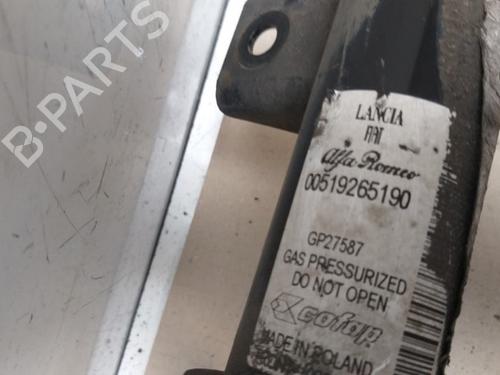 B-PARTS
LANCIA
FIAT
Alfa Romeo
00519265190
GP27587
GAS PRESSURIZED
DO NOT OPEN
cofap
MADE IN POLAND